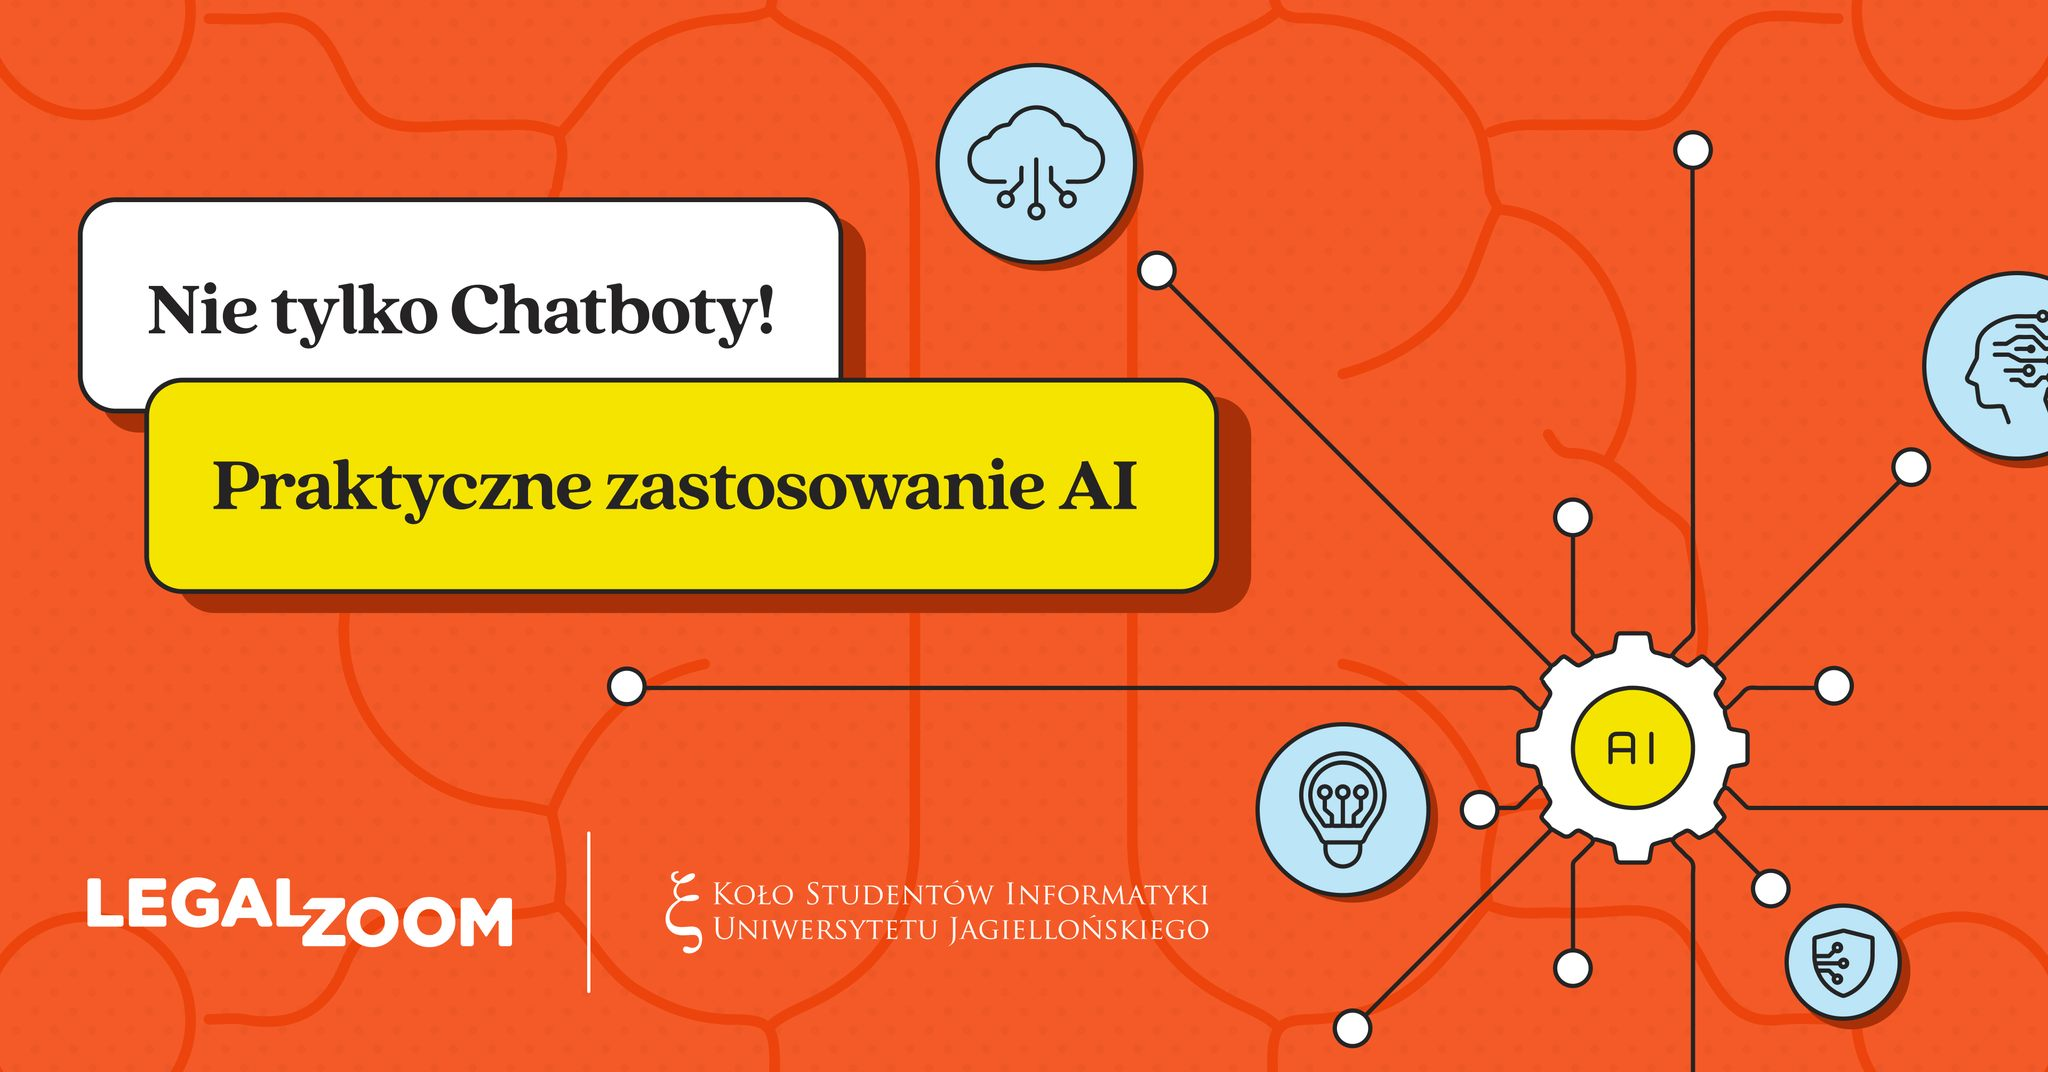 Nie tylko Chatboty!
Praktyczne zastosowanie AI
AI
LEGALZOOM
Koło Studentów Informatyki
Uniwersytetu Jagiellońskiego